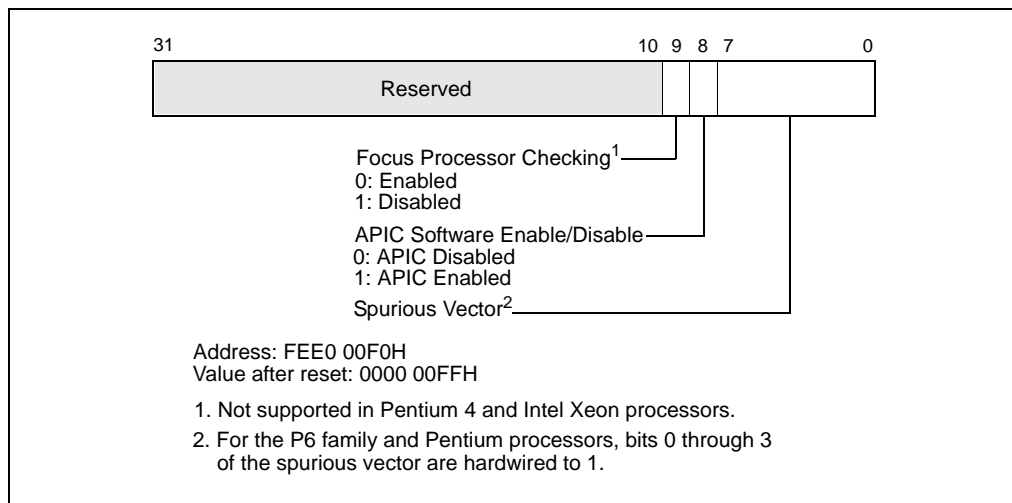 31 10 9 8 7 0
Reserved
Focus Processor Checking1
0: Enabled
1: Disabled
APIC Software Enable/Disable
0: APIC Disabled
1: APIC Enabled
Spurious Vector2
Address: FEE0 00F0H
Value after reset: 0000 00FFH
1. Not supported in Pentium 4 and Intel Xeon processors.
2. For the P6 family and Pentium processors, bits 0 through 3
of the spurious vector are hardwired to 1.